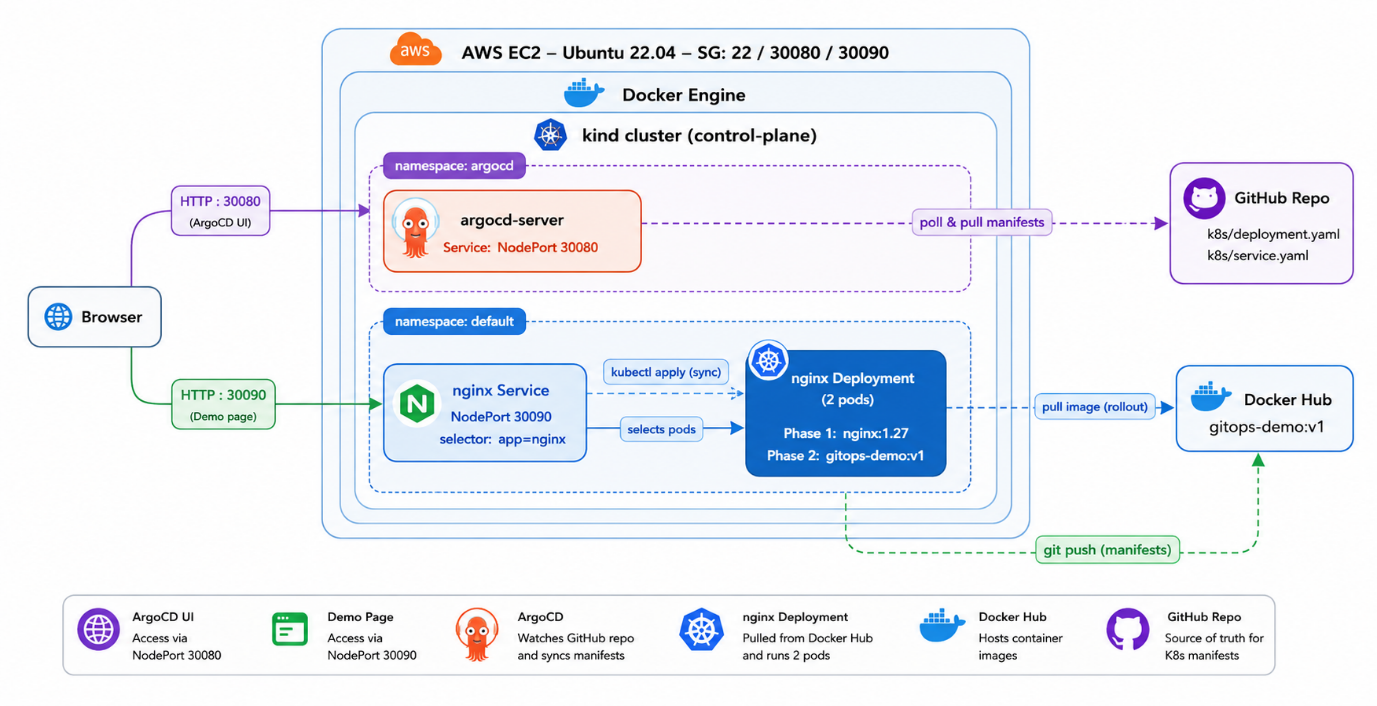 aws
AWS EC2 – Ubuntu 22.04 – SG: 22 / 30080 / 30090
Docker Engine
kind cluster (control-plane)
namespace: argocd
HTTP : 30080
(ArgoCD UI)
argocd-server
Service: NodePort 30080
poll & pull manifests
GitHub Repo
k8s/deployment.yaml
k8s/service.yaml
Browser
namespace: default
HTTP : 30090
(Demo page)
N
nginx Service
NodePort 30090
selector: app=nginx
kubectl apply (sync)
selects pods
nginx Deployment
(2 pods)
Phase 1: nginx:1.27
Phase 2: gitops-demo:v1
pull image (rollout)
Docker Hub
gitops-demo:v1
git push (manifests)
ArgoCD UI
Access via
NodePort 30080
Demo Page
Access via
NodePort 30090
ArgoCD
Watches GitHub repo
and syncs manifests
nginx Deployment
Pulled from Docker Hub
and runs 2 pods
Docker Hub
Hosts container
images
GitHub Repo
Source of truth for
K8s manifests